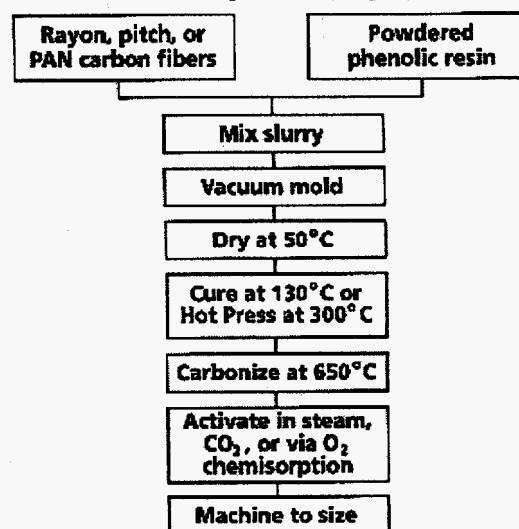 Rayon, pitch, or
PAN carbon fibers
Powdered
phenolic resin
Mix slurry
Vacuum mold
Dry at 50°C
Cure at 130°C or
Hot Press at 300°C
Carbonize at 650°C
Activate in steam,
CO₂, or via O₂
chemisorption
Machine to size